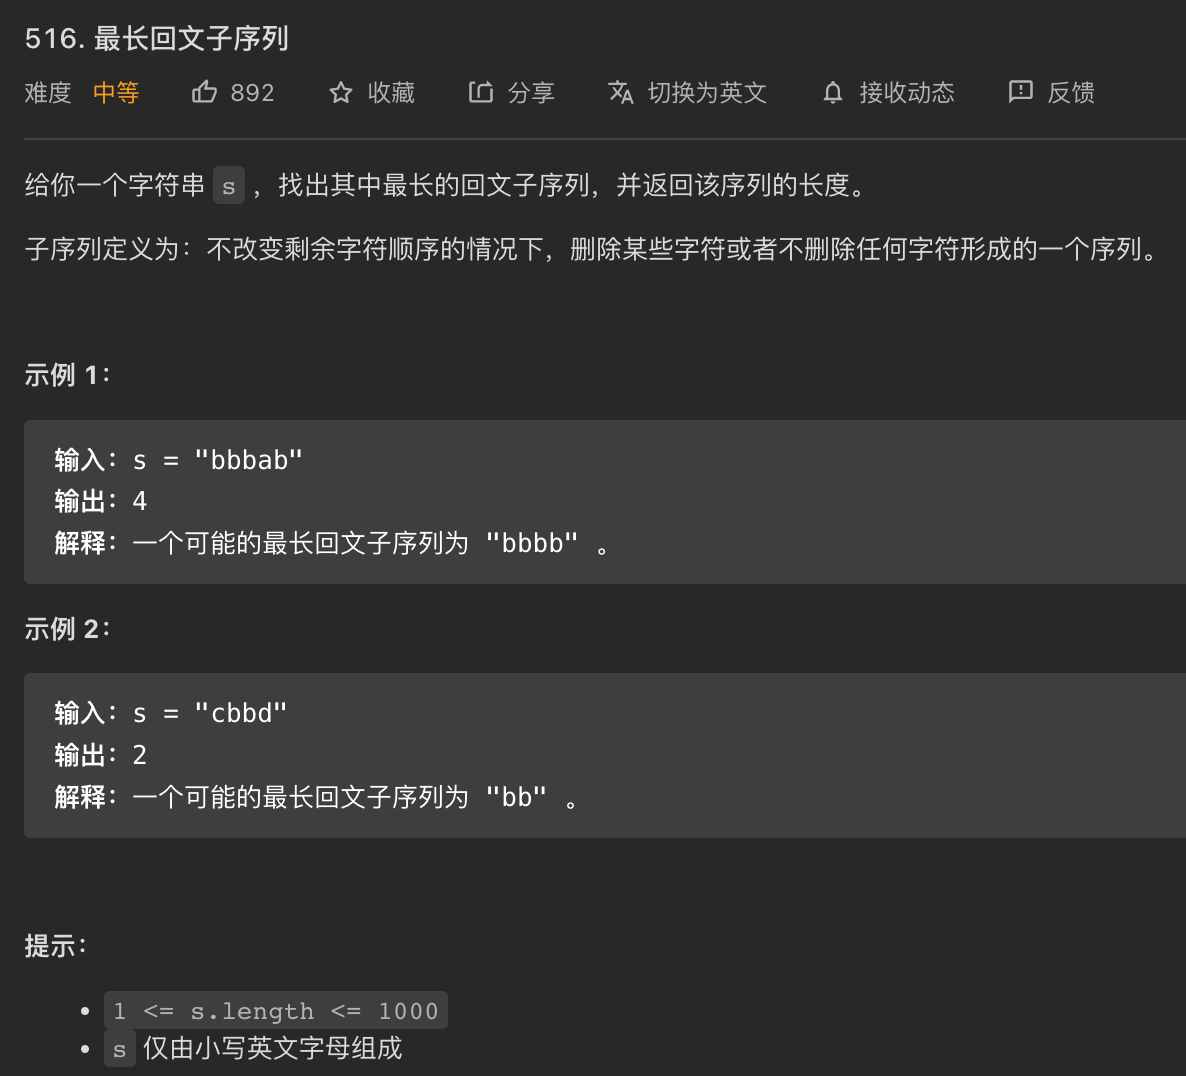 516. 最长回文子序列
难度 中等 892 收藏 分享 切换为英文 接收动态 反馈
给你一个字符串 s ，找出其中最长的回文子序列，并返回该序列的长度。
子序列定义为：不改变剩余字符顺序的情况下，删除某些字符或者不删除任何字符形成的一个序列。
示例 1：
输入：s = "bbbab"
输出：4
解释：一个可能的最长回文子序列为 "bbbb" 。
示例 2：
输入：s = "cbbd"
输出：2
解释：一个可能的最长回文子序列为 "bb" 。
提示：
• 1 <= s.length <= 1000
• s 仅由小写英文字母组成